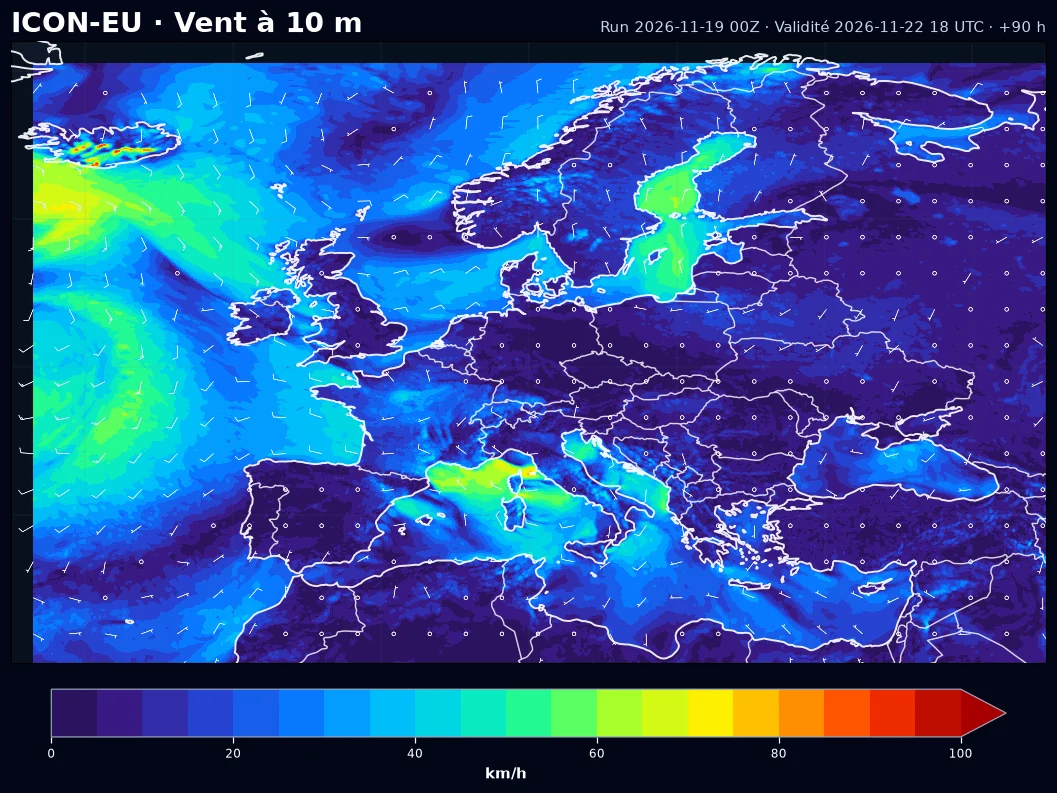 ICON-EU · Vent à 10 m
Run 2026-11-19 00Z · Validité 2026-11-22 18 UTC · +90 h
0 20 40 60 80 100
km/h